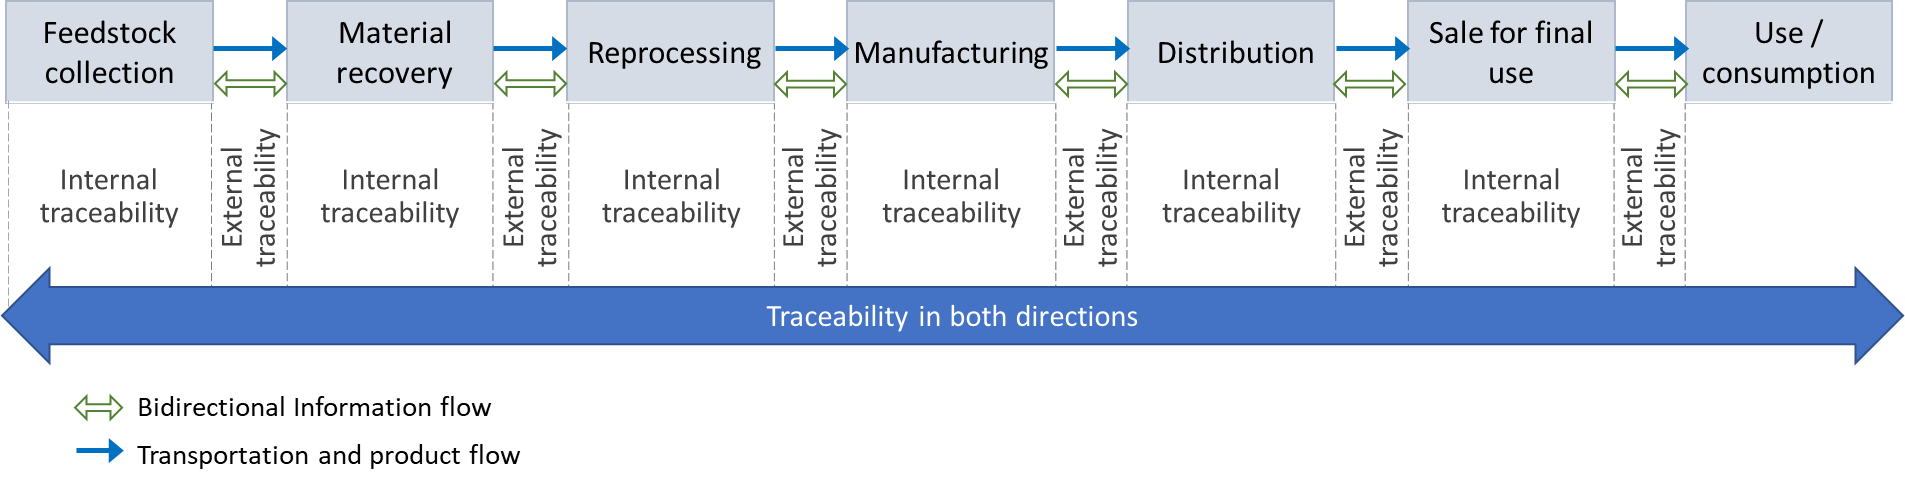 Feedstock
collection
Material
recovery
Reprocessing
Manufacturing
Distribution
Sale for final
use
Use /
consumption
Internal
traceability
External
traceability
Internal
traceability
External
traceability
Internal
traceability
External
traceability
Internal
traceability
External
traceability
Internal
traceability
External
traceability
Internal
traceability
External
traceability
Traceability in both directions
Bidirectional Information flow
Transportation and product flow